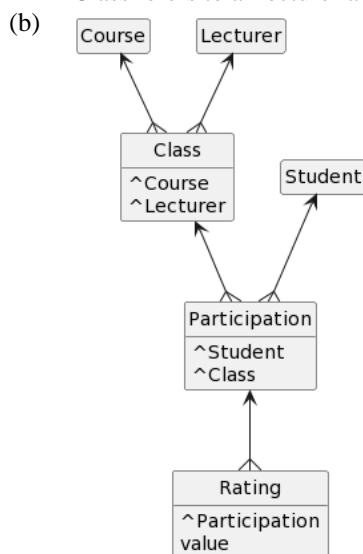 (b)
Course
Lecturer
Class
^Course
^Lecturer
Student
Participation
^Student
^Class
Rating
^Participation
value